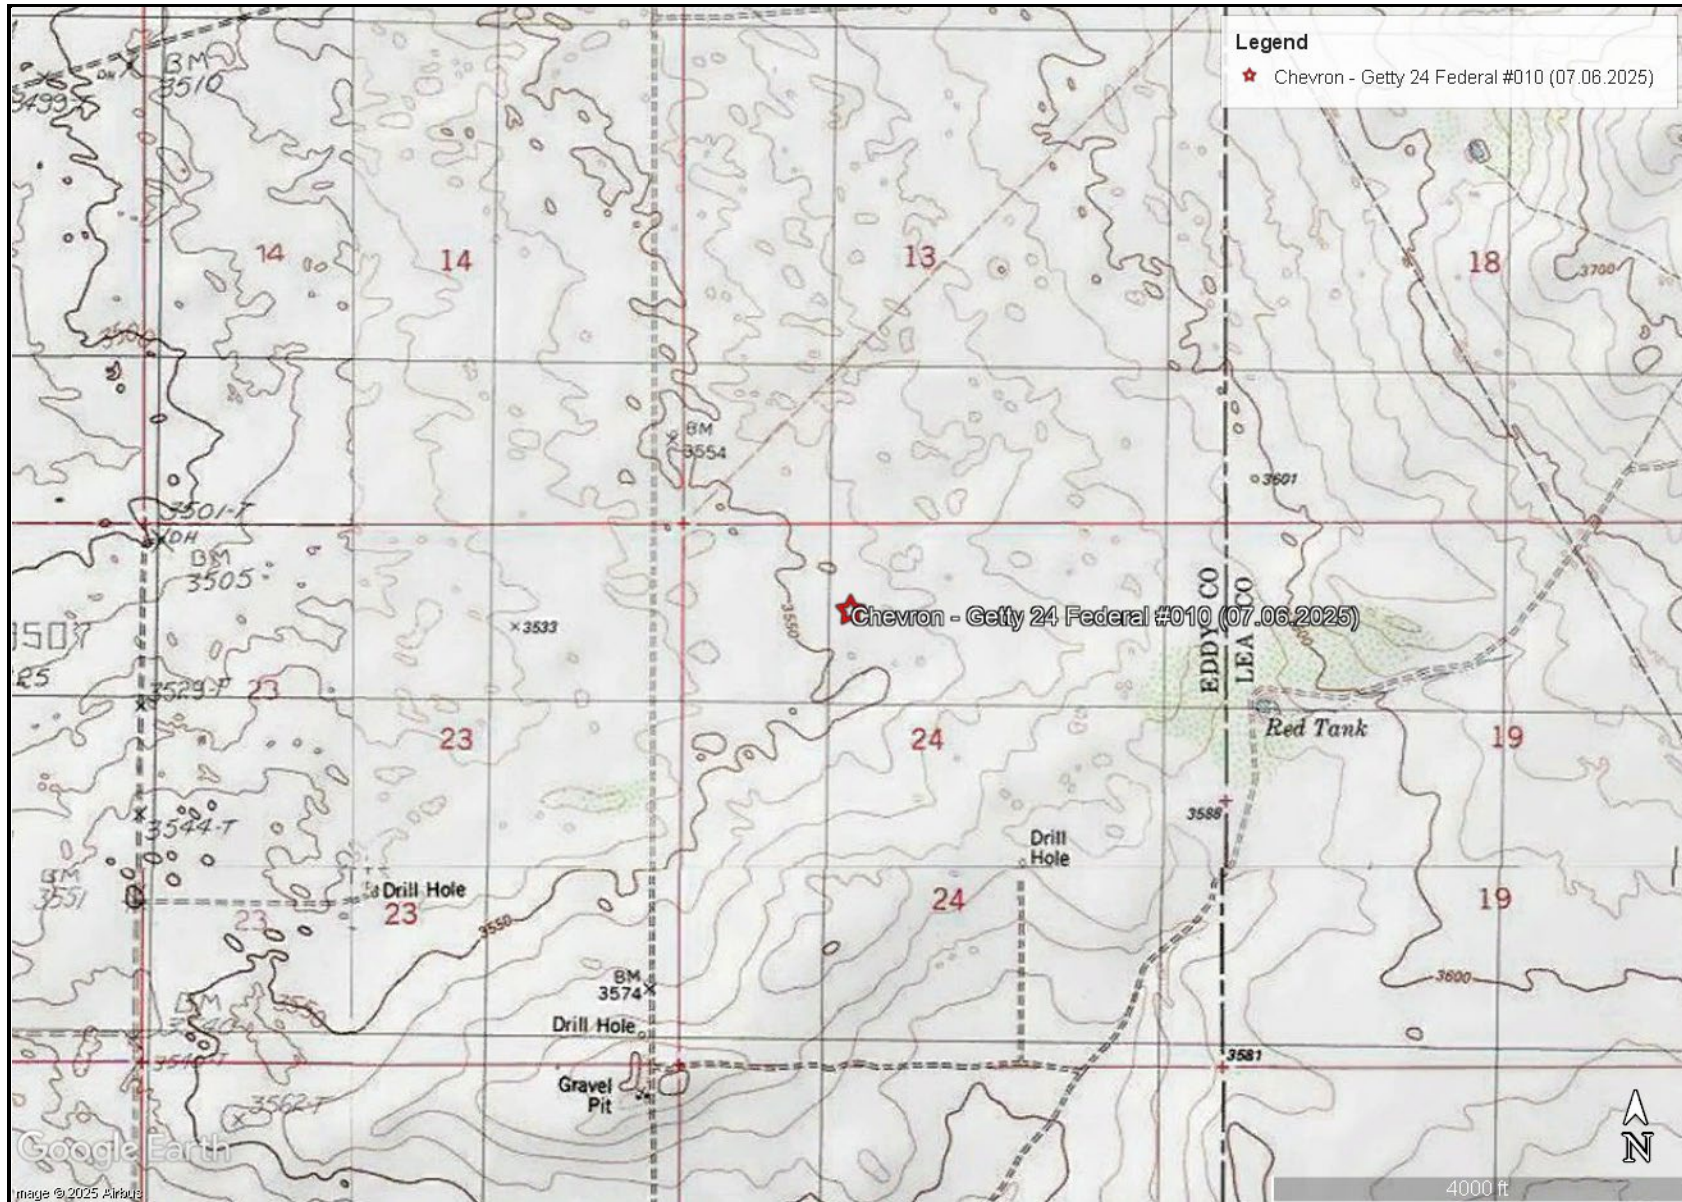 Legend
Chevron - Getty 24 Federal #010 (07.06.2025)
BM
3510
14
14
13
18
3700
BM
3554
3601
3501-T
DH
BM
3505
3550
EDDY CO
LEA CO
Chevron - Getty 24 Federal #010 (07.06.2025)
3533
23
23
24
Red Tank
19
3588
3544-T
Drill
Hole
BM
3551
Drill Hole
23
23
24
19
3550
BM
3574
3600
Drill Hole
3581
Gravel
Pit
3562-T
Google Earth
N
4000 ft
Image © 2025 Airbus